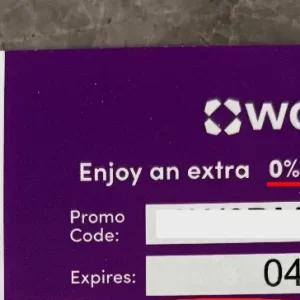 Enjoy an extra 0%
Promo
Code:
Expires: 04